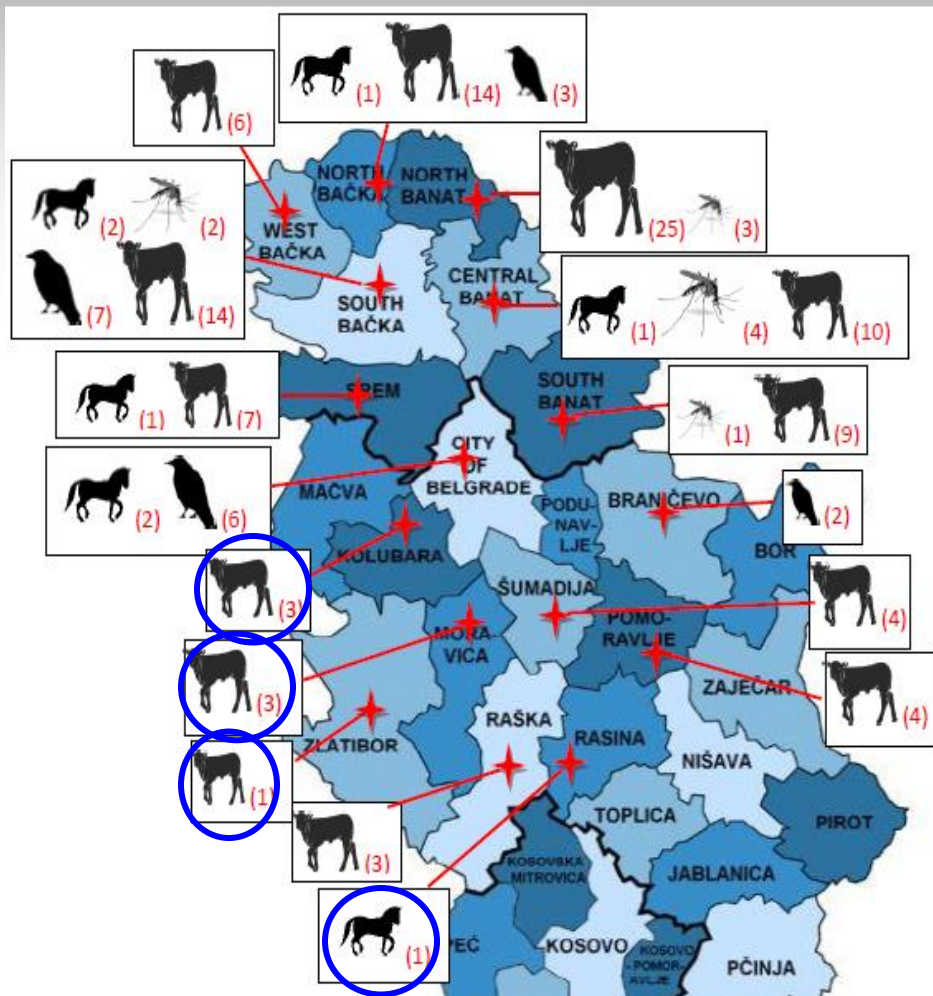 (1) (14) (3)
(6)
(2) (2)
(7) (14)
(25) (3)
(1) (4) (10)
(1) (7)
(1) (9)
(2) (6)
(2)
(3)
(4)
(3)
(4)
(1)
(3)
(1)
NORTH
BAČKA
NORTH
BANAT
WEST
BAČKA
CENTRAL
BANAT
SOUTH
BAČKA
SREM
SOUTH
BANAT
CITY
OF
BELGRADE
MAČVA
PODU-
NAV-
LJE
BRANIČEVO
BOR
KOLUBARA
ŠUMADIJA
POMO-
RAVLJE
MORA-
VICA
ZAJEČAR
ZLATIBOR
RAŠKA
RASINA
NIŠAVA
TOPLICA
PIROT
KOSOVSKA
MITROVICA
JABLANICA
PEĆ
KOSOVO
KOSOVO
-POMOR-
AVLJE
PČINJA